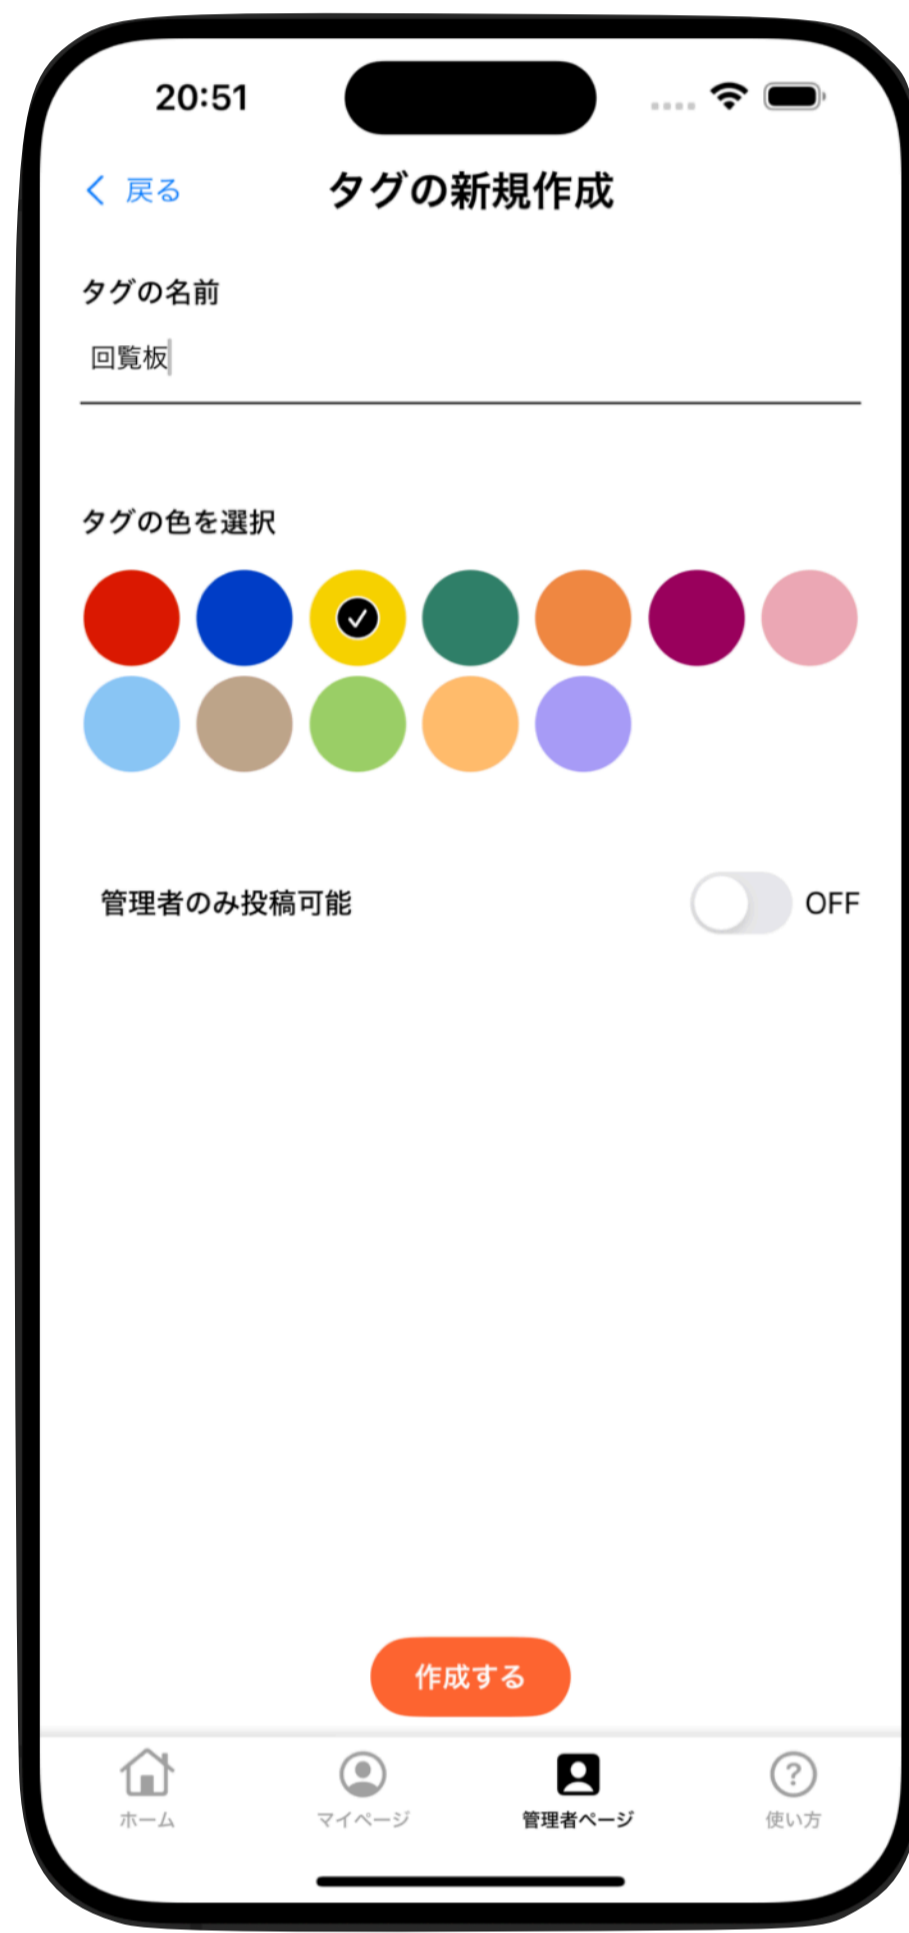 20:51
戻る
タグの新規作成
タグの名前
回覧板
タグの色を選択
管理者のみ投稿可能
OFF
作成する
ホーム
マイページ
管理者ページ
使い方